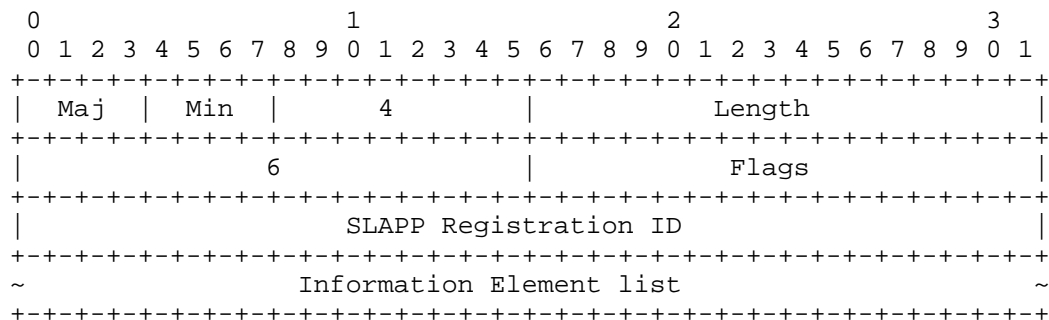 0                   1                   2                   3
 0 1 2 3 4 5 6 7 8 9 0 1 2 3 4 5 6 7 8 9 0 1 2 3 4 5 6 7 8 9 0 1
+-+-+-+-+-+-+-+-+-+-+-+-+-+-+-+-+-+-+-+-+-+-+-+-+-+-+-+-+-+-+-+-+
|  Maj  |  Min  |      4        |           Length              |
+-+-+-+-+-+-+-+-+-+-+-+-+-+-+-+-+-+-+-+-+-+-+-+-+-+-+-+-+-+-+-+-+
|               6               |            Flags              |
+-+-+-+-+-+-+-+-+-+-+-+-+-+-+-+-+-+-+-+-+-+-+-+-+-+-+-+-+-+-+-+-+
|                    SLAPP Registration ID                      |
+-+-+-+-+-+-+-+-+-+-+-+-+-+-+-+-+-+-+-+-+-+-+-+-+-+-+-+-+-+-+-+-+
~                 Information Element list                      ~
+-+-+-+-+-+-+-+-+-+-+-+-+-+-+-+-+-+-+-+-+-+-+-+-+-+-+-+-+-+-+-+-+